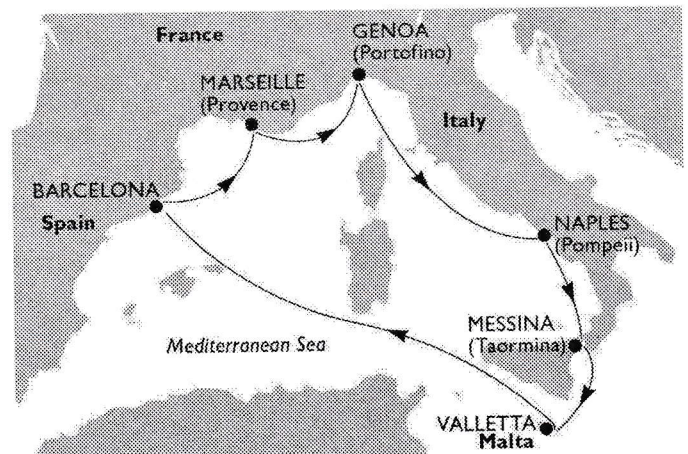 France
GENOA
(Portofino)
MARSEILLE
(Provence)
Italy
BARCELONA
Spain
NAPLES
(Pompeii)
MESSINA
(Taormina)
Mediterranean Sea
VALLETTA
Malta